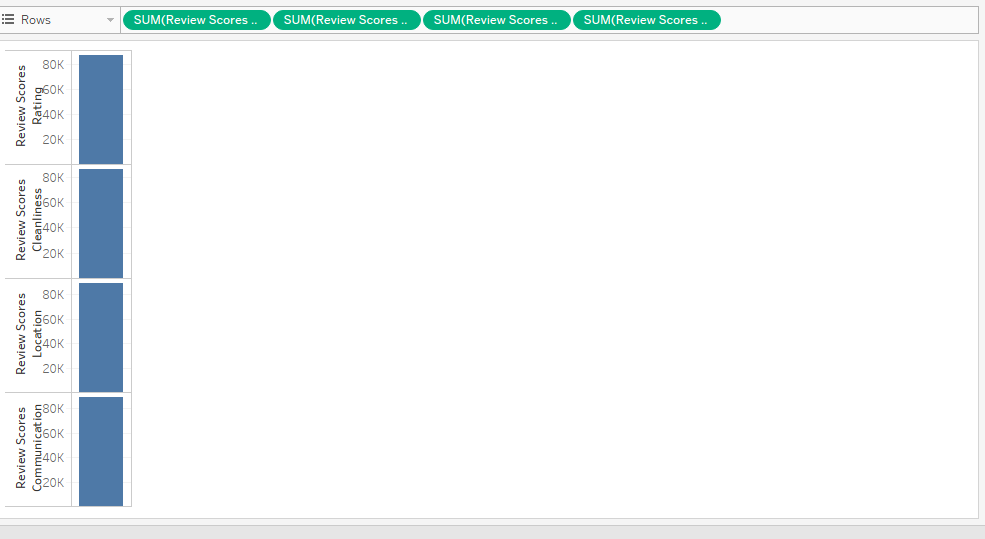 Rows
SUM(Review Scores ..
SUM(Review Scores ..
SUM(Review Scores ..
SUM(Review Scores ..
Review Scores
Rating
80K
60K
40K
20K
Review Scores
Cleanliness
80K
60K
40K
20K
Review Scores
Location
80K
60K
40K
20K
Review Scores
Communication
80K
60K
40K
20K